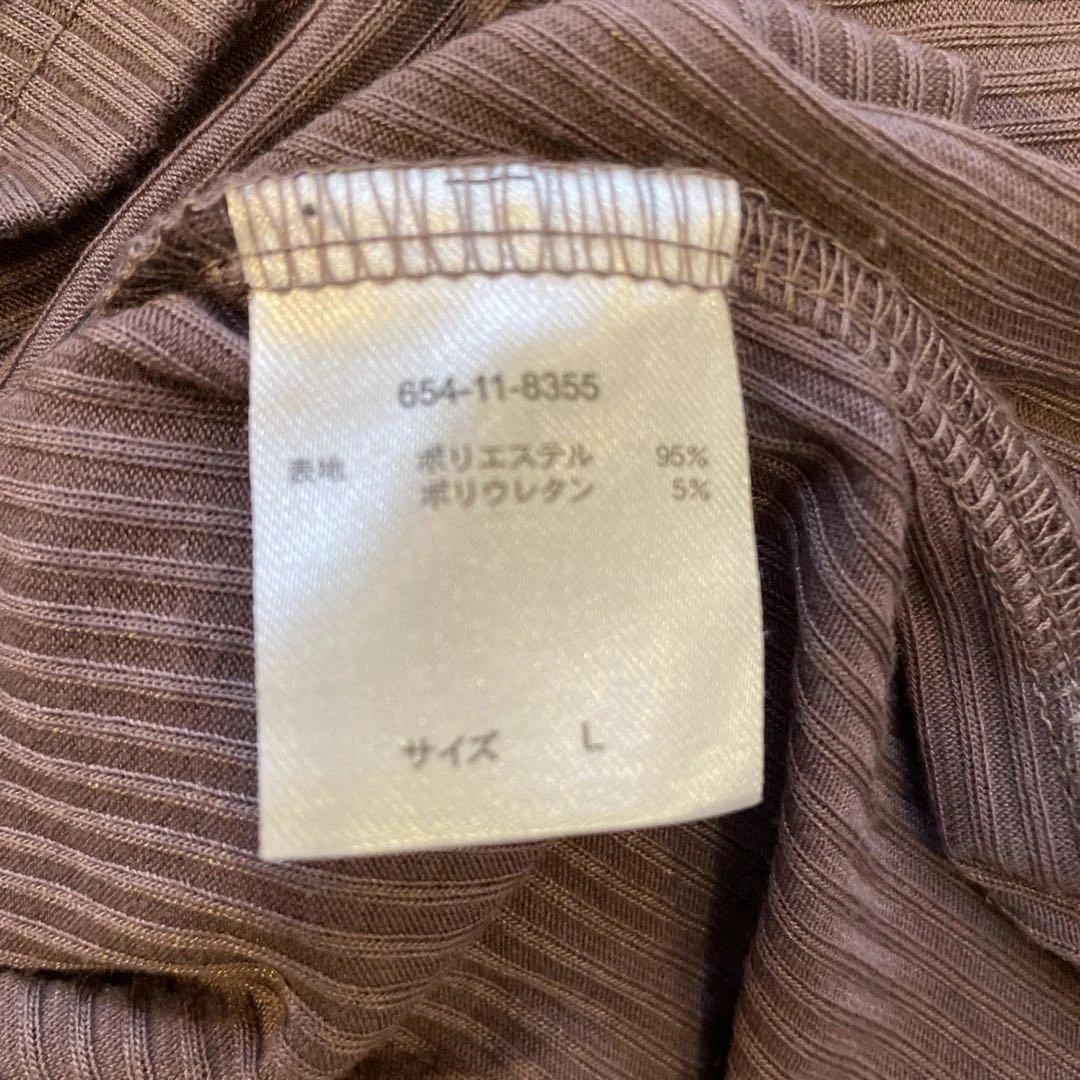 654-11-8355
表地 ポリエステル 95%
ポリウレタン 5%
サイズ L